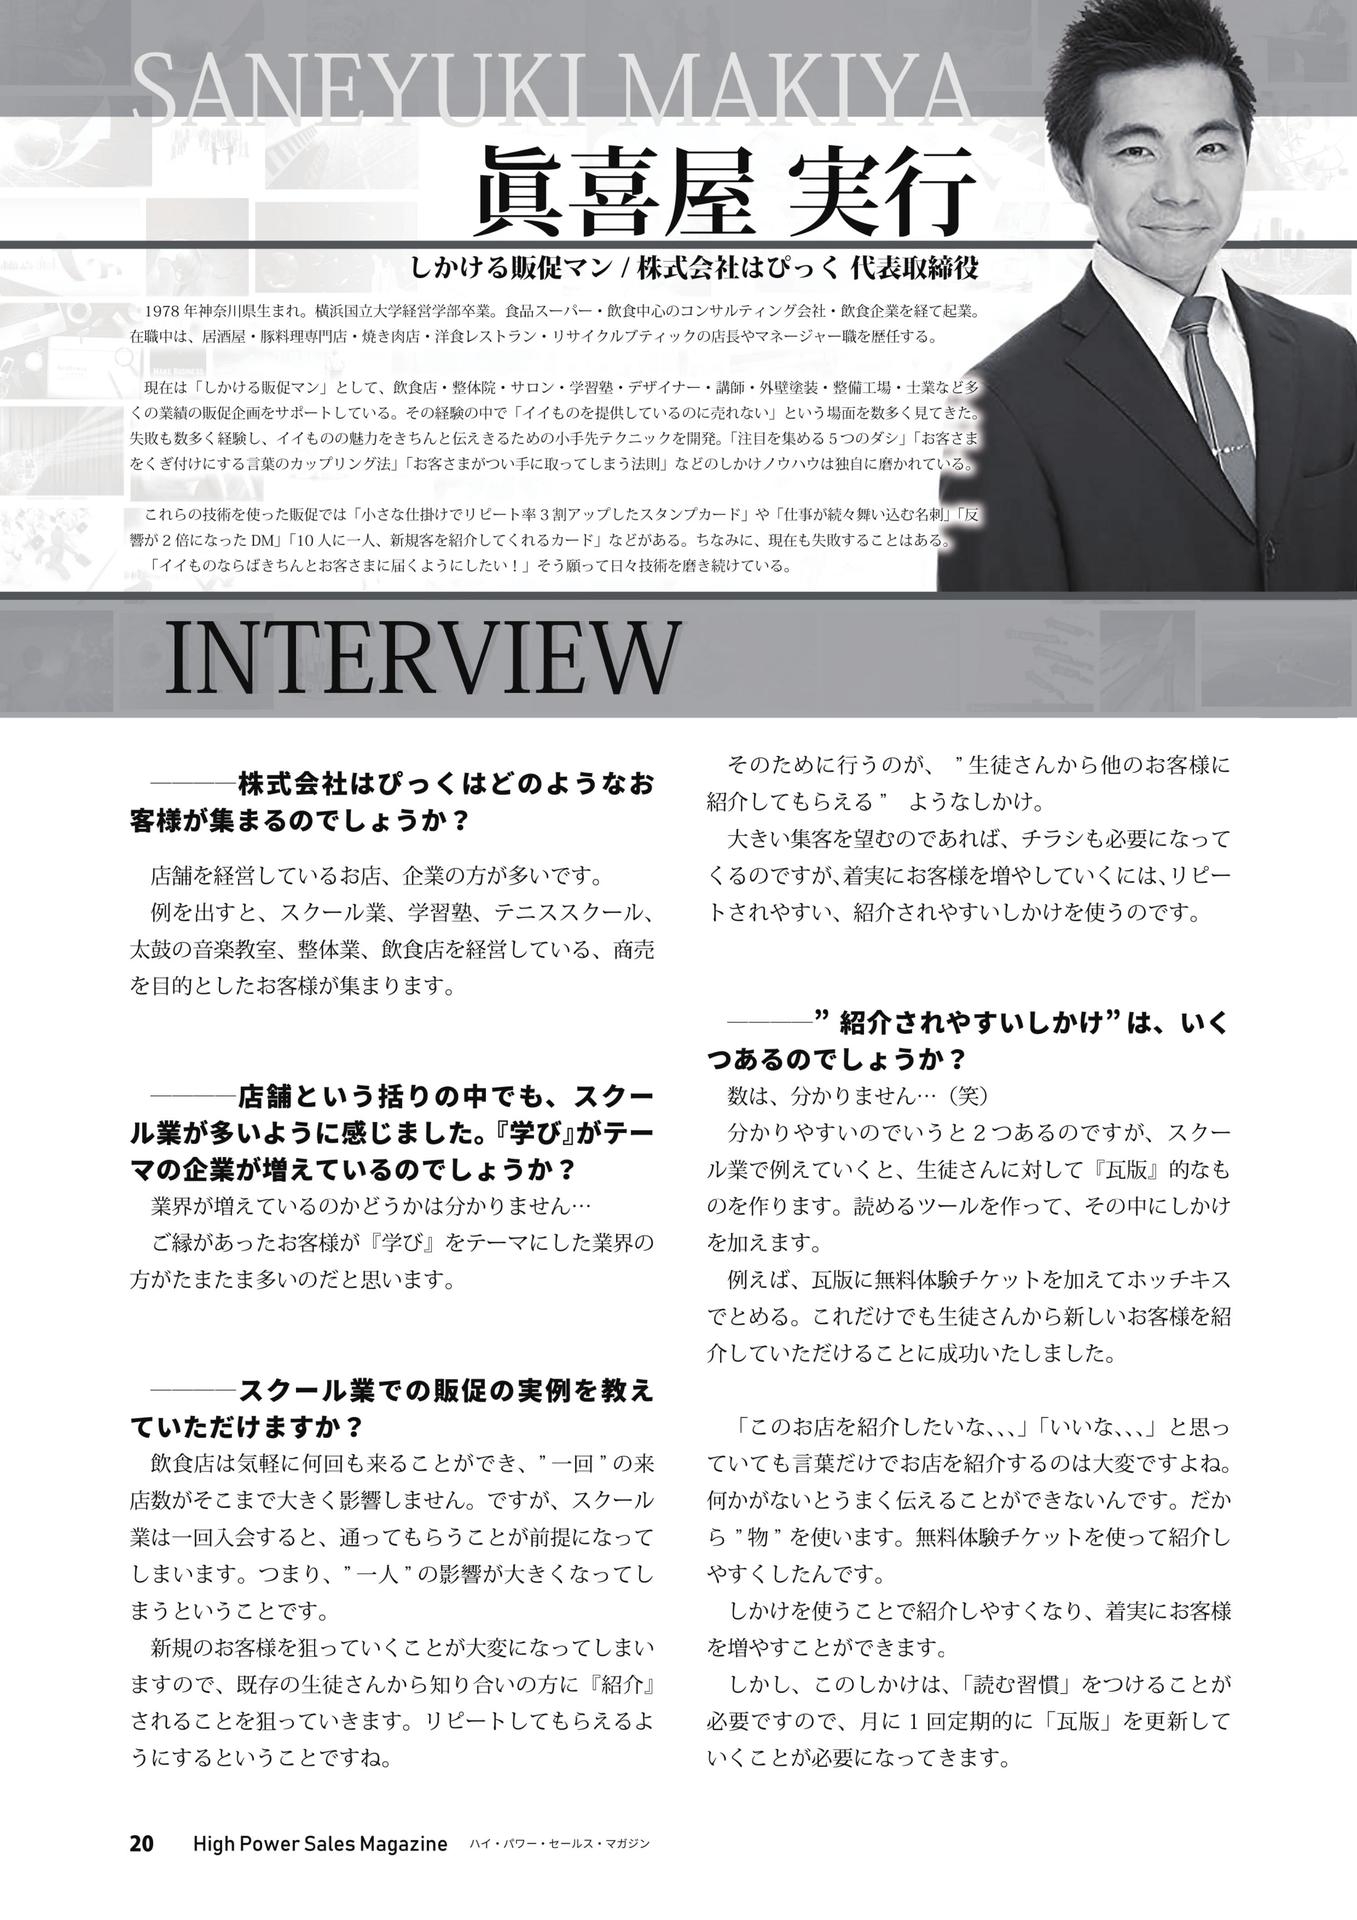 SANEYUKI MAKIYA
眞喜屋 実行
しかける販促マン / 株式会社はぴっく 代表取締役
1978 年神奈川県生まれ。横浜国立大学経営学部卒業。食品スーパー・飲食中心のコンサルティング会社・飲食企業を経て起業。
在職中は、居酒屋・豚料理専門店・焼き肉店・洋食レストラン・リサイクルブティックの店長やマネージャー職を歴任する。
現在は「しかける販促マン」として、飲食店・整体院・サロン・学習塾・デザイナー・講師・外壁塗装・整備工場・士業など多
くの業績の販促企画をサポートしている。その経験の中で「イイものを提供しているのに売れない」という場面を数多く見てきた。
失敗も数多く経験し、イイものの魅力をきちんと伝えきるための小手先テクニックを開発。「注目を集める５つのダシ」「お客さま
をくぎ付けにする言葉のカップリング法」「お客さまがつい手に取ってしまう法則」などのしかけノウハウは独自に磨かれている。
これらの技術を使った販促では「小さな仕掛けでリピート率３割アップしたスタンプカード」や「仕事が続々舞い込む名刺」「反
響が２倍になった DM」「10 人に一人、新規客を紹介してくれるカード」などがある。ちなみに、現在も失敗することはある。
「イイものならばきちんとお客さまに届くようにしたい！」そう願って日々技術を磨き続けている。
INTERVIEW
――――株式会社はぴっくはどのようなお
客様が集まるのでしょうか？
店舗を経営しているお店、企業の方が多いです。
例を出すと、スクール業、学習塾、テニススクール、
太鼓の音楽教室、整体業、飲食店を経営している、商売
を目的としたお客様が集まります。
――――店舗という括りの中でも、スクー
ル業が多いように感じました。『学び』がテー
マの企業が増えているのでしょうか？
業界が増えているのかどうかは分かりません…
ご縁があったお客様が『学び』をテーマにした業界の
方がたまたま多いのだと思います。
――――スクール業での販促の実例を教え
ていただけますか？
飲食店は気軽に何回も来ることができ、”一回”の来
店数がそこまで大きく影響しません。ですが、スクール
業は一回入会すると、通ってもらうことが前提になって
しまいます。つまり、”一人”の影響が大きくなってし
まうということです。
新規のお客様を狙っていくことが大変になってしまい
ますので、既存の生徒さんから知り合いの方に『紹介』
されることを狙っていきます。リピートしてもらえるよ
うにするということですね。
そのために行うのが、”生徒さんから他のお客様に
紹介してもらえる”　ようなしかけ。
大きい集客を望むのであれば、チラシも必要になって
くるのですが、着実にお客様を増やしていくには、リピー
トされやすい、紹介されやすいしかけを使うのです。
――――”紹介されやすいしかけ”は、いく
つあるのでしょうか？
数は、分かりません…（笑）
分かりやすいのでいうと２つあるのですが、スクー
ル業で例えていくと、生徒さんに対して『瓦版』的なも
のを作ります。読めるツールを作って、その中にしかけ
を加えます。
例えば、瓦版に無料体験チケットを加えてホッチキス
でとめる。これだけでも生徒さんから新しいお客様を紹
介していただけることに成功いたしました。
「このお店を紹介したいな、、、」「いいな、、、」と思っ
ていても言葉だけでお店を紹介するのは大変ですよね。
何かがないとうまく伝えることができないんです。だか
ら”物”を使います。無料体験チケットを使って紹介し
やすくしたんです。
しかけを使うことで紹介しやすくなり、着実にお客様
を増やすことができます。
しかし、このしかけは、「読む習慣」をつけることが
必要ですので、月に１回定期的に「瓦版」を更新して
いくことが必要になってきます。
20 High Power Sales Magazine ハイ・パワー・セールス・マガジン